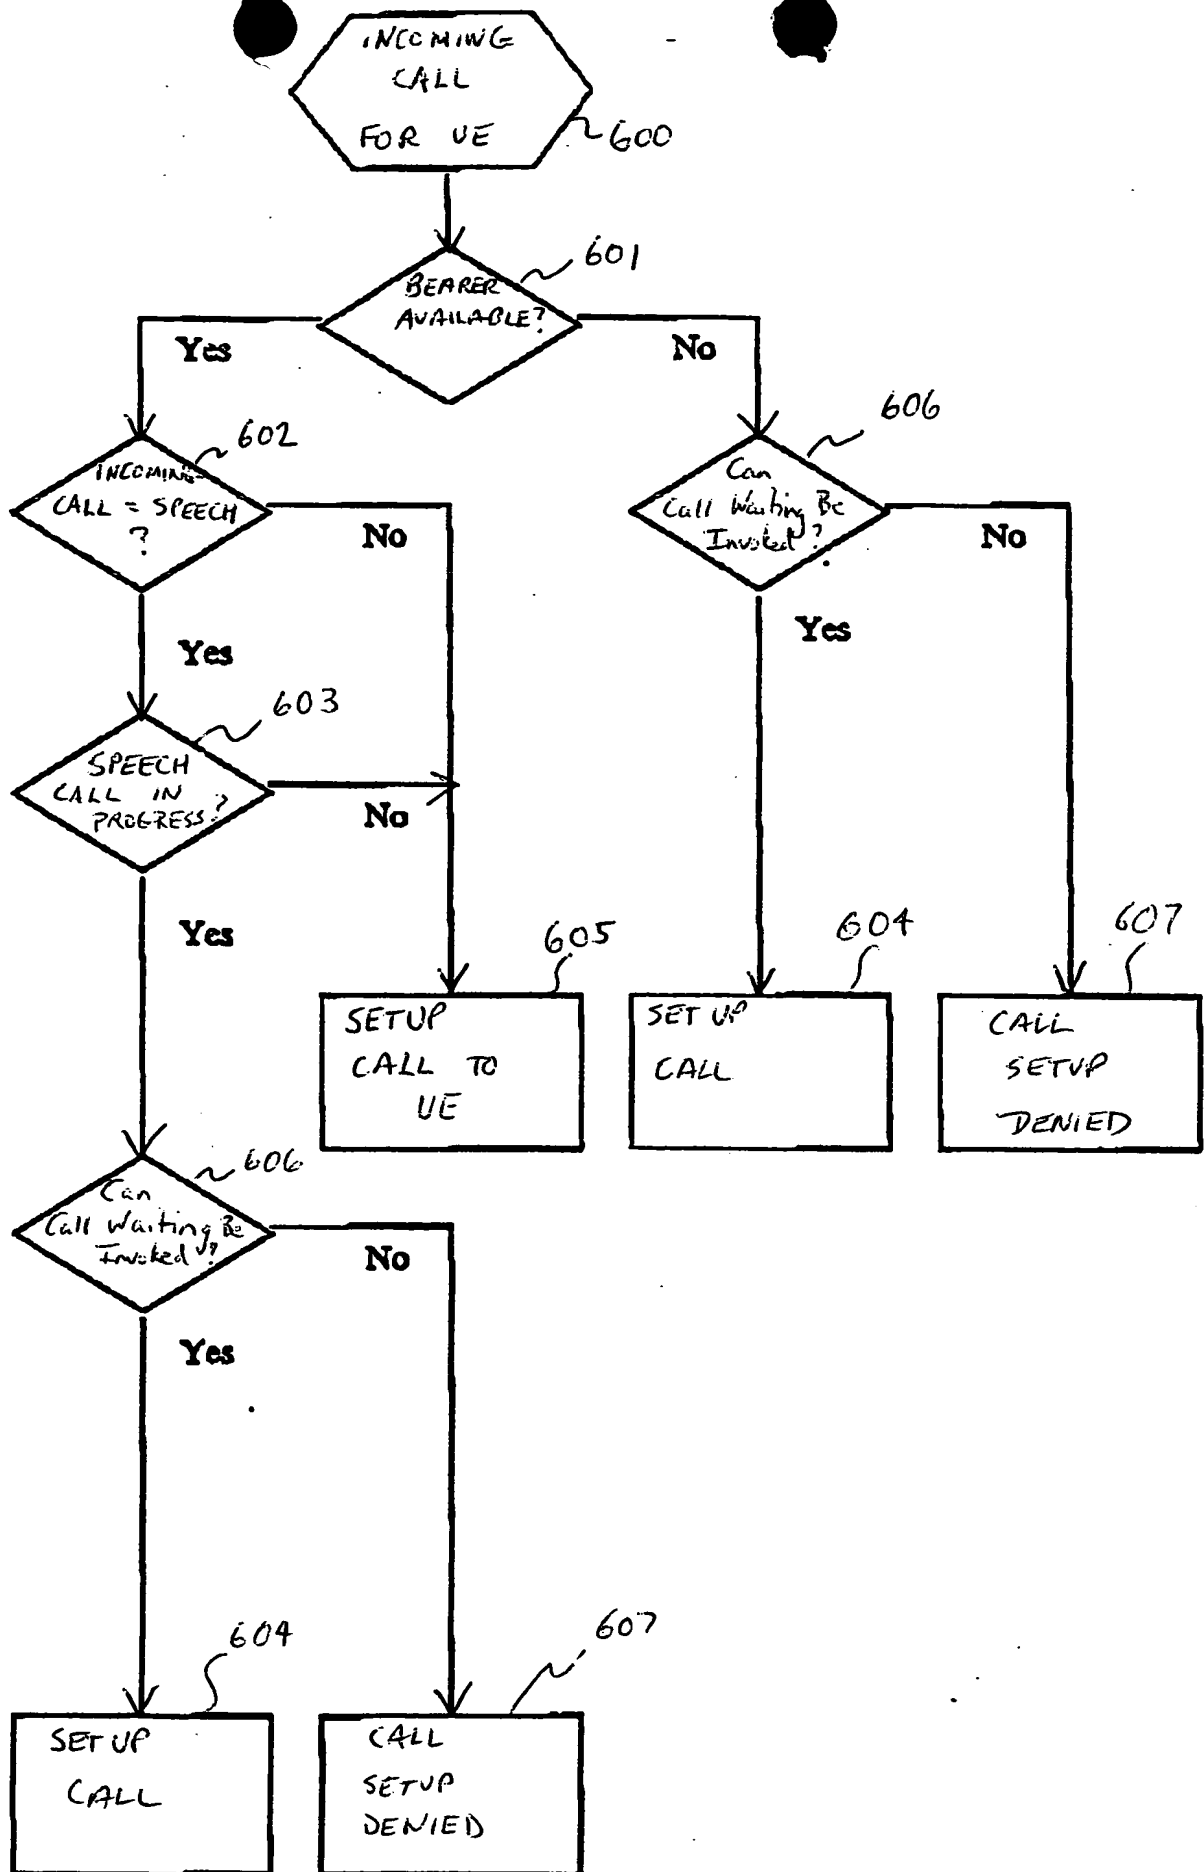 INCOMING
CALL
FOR UE
600
601
BEARER
AVAILABLE?
Yes
No
602
606
INCOMING
CALL = SPEECH
?
Can
Call Waiting Be
Invoked?
No
No
Yes
Yes
603
SPEECH
CALL IN
PROGRESS?
No
Yes
605
604
607
SETUP
CALL TO
UE
SET UP
CALL
CALL
SETUP
DENIED
606
Can
Call Waiting Be
Invoked?
No
Yes
604
607
SET UP
CALL
CALL
SETUP
DENIED